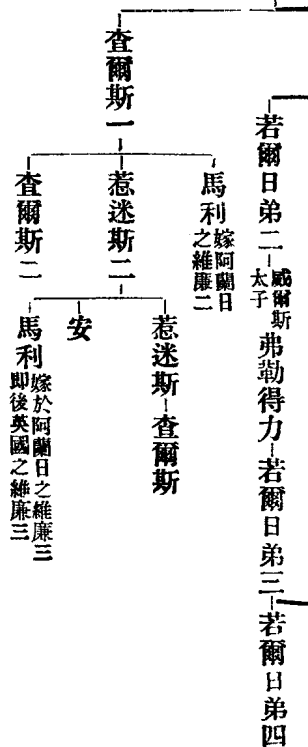 若爾日弟二
威爾斯
太子
弗勒得力
若爾日弟三
若爾日弟四
查爾斯一
馬利
嫁阿蘭日
之維廉二
惹迷斯二
查爾斯二
惹迷斯
查爾斯
安
馬利
嫁於阿蘭日之維廉三
即後英國之維廉三